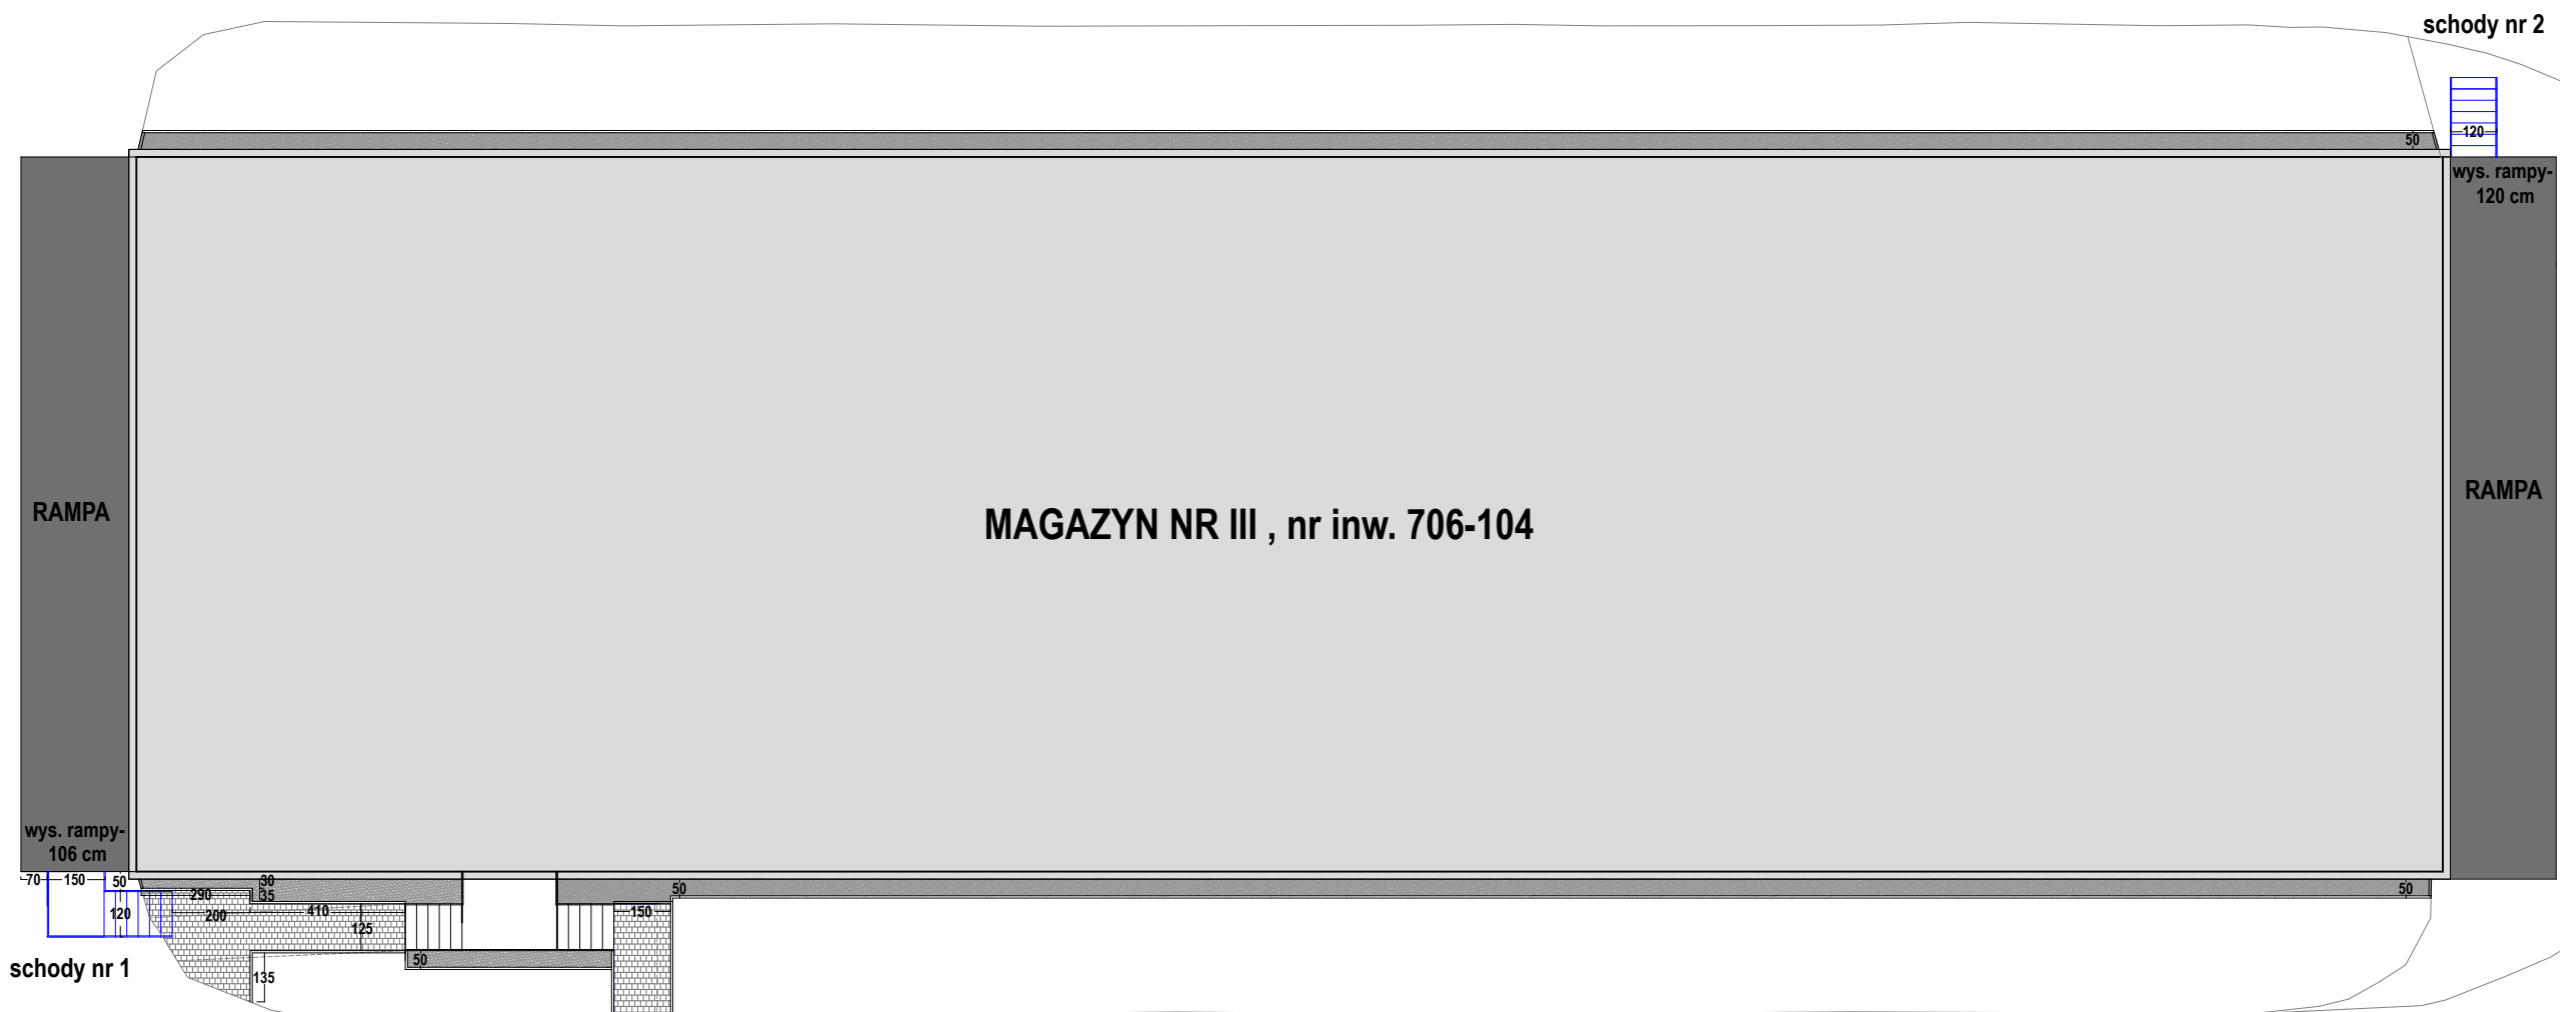 schody nr 2
50
120
wys. rampy-
120 cm
RAMPA
MAGAZYN NR III , nr inw. 706-104
RAMPA
wys. rampy-
106 cm
70
150
50
30
35
290
120
200
410
125
150
50
50
50
135
schody nr 1